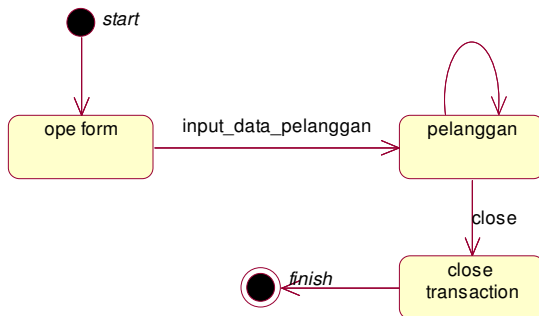 start
ope form
input_data_pelanggan
pelanggan
close
close
transaction
finish